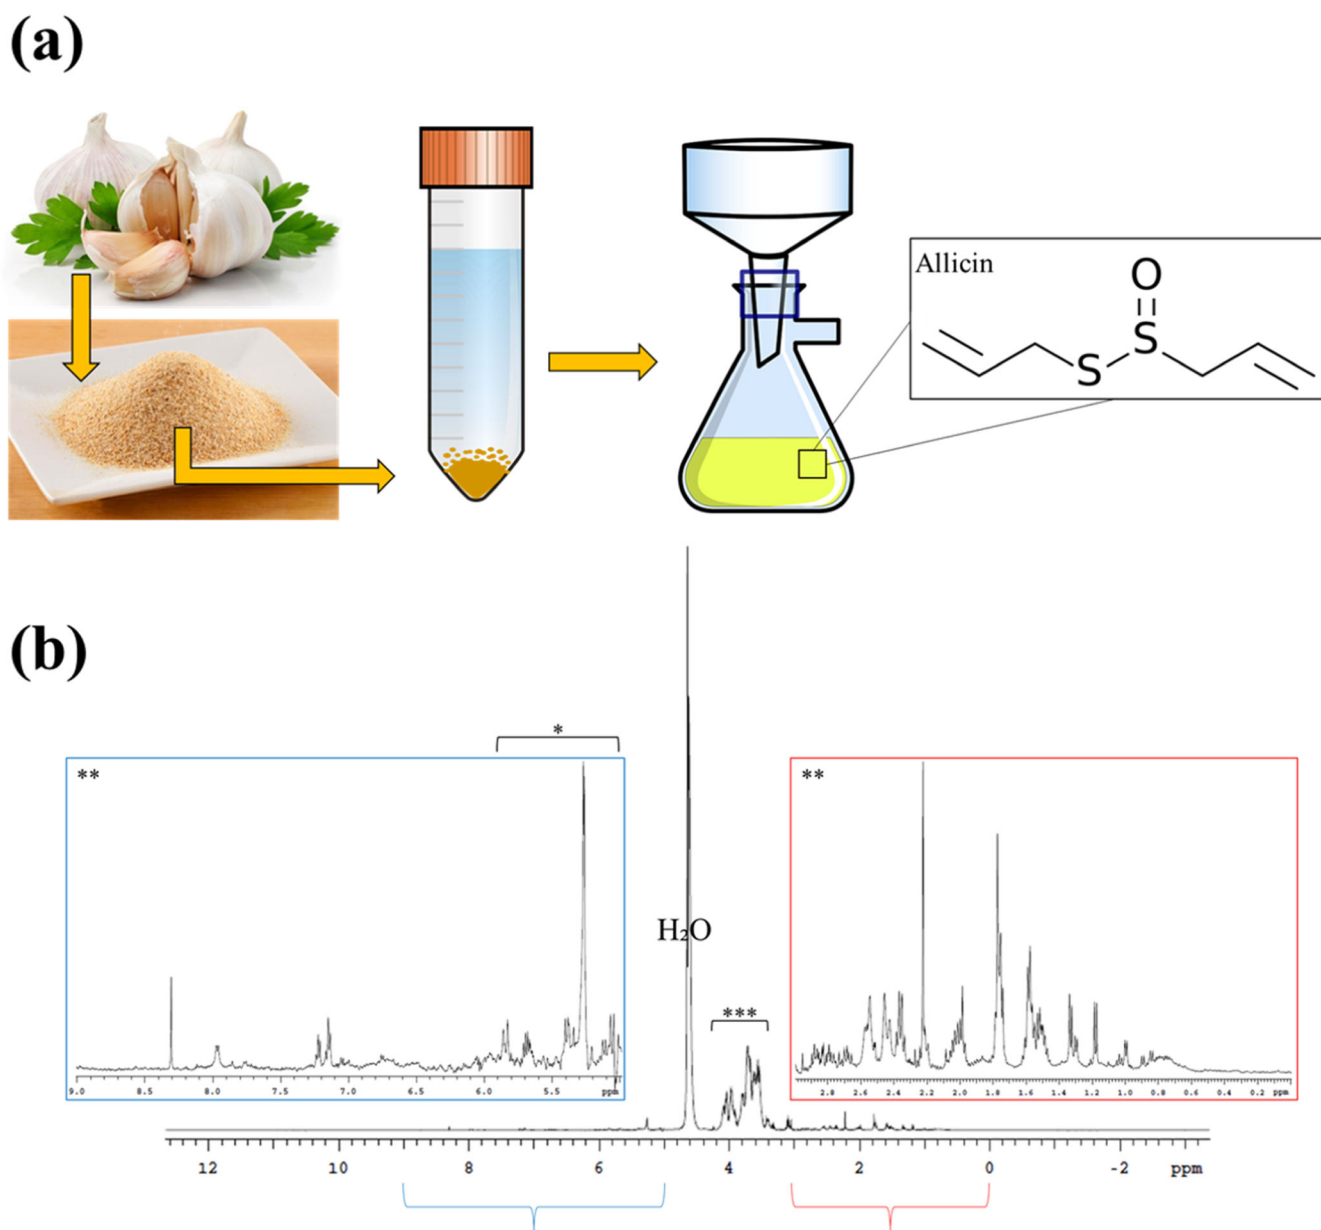 (a)
Allicin
O
S
S
(b)
*
**
**
H₂O
***
9.0 8.5 8.0 7.5 7.0 6.5 6.0 5.5 ppm
2.8 2.6 2.4 2.2 2.0 1.8 1.6 1.4 1.2 1.0 0.8 0.6 0.4 0.2 ppm
12 10 8 6 4 2 0 -2 ppm